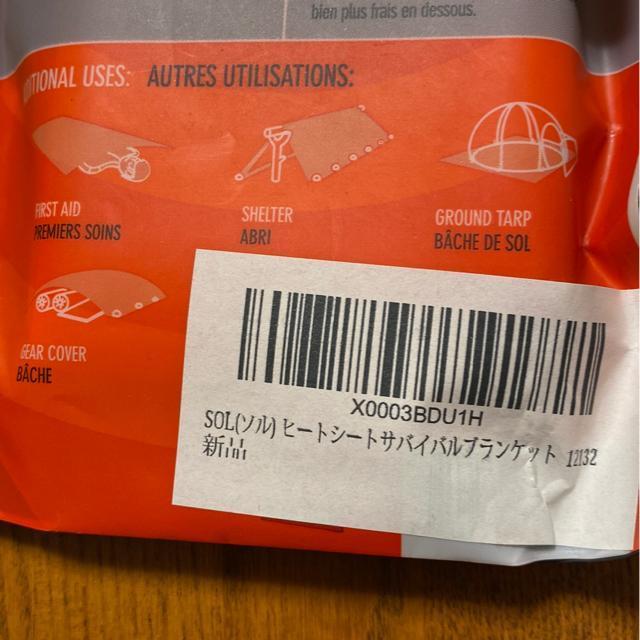 bien plus frais en dessous.
ITIONAL USES: AUTRES UTILISATIONS:
FIRST AID
PREMIERS SOINS
SHELTER
ABRI
GROUND TARP
BÂCHE DE SOL
GEAR COVER
BÂCHE
X0003BDU1H
SOL(ソル) ヒートシートサバイバルブランケット 12132
新品